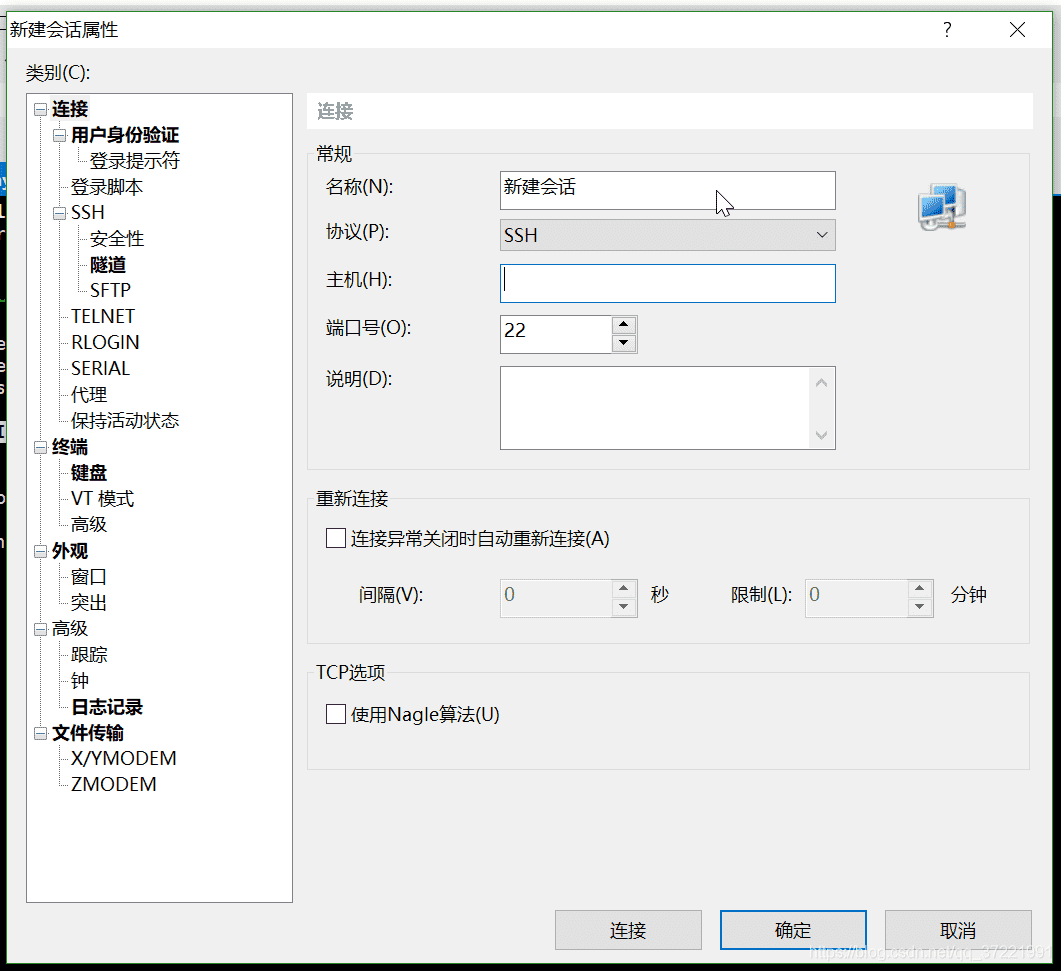 新建会话属性
类别(C):
连接
用户身份验证
登录提示符
登录脚本
SSH
安全性
隧道
SFTP
TELNET
RLOGIN
SERIAL
代理
保持活动状态
终端
键盘
VT 模式
高级
外观
窗口
突出
高级
跟踪
钟
日志记录
文件传输
X/YMODEM
ZMODEM
连接
常规
名称(N): 新建会话
协议(P): SSH
主机(H):
端口号(O): 22
说明(D):
重新连接
连接异常关闭时自动重新连接(A)
间隔(V): 0 秒 限制(L): 0 分钟
TCP选项
使用Nagle算法(U)
连接 确定 取消